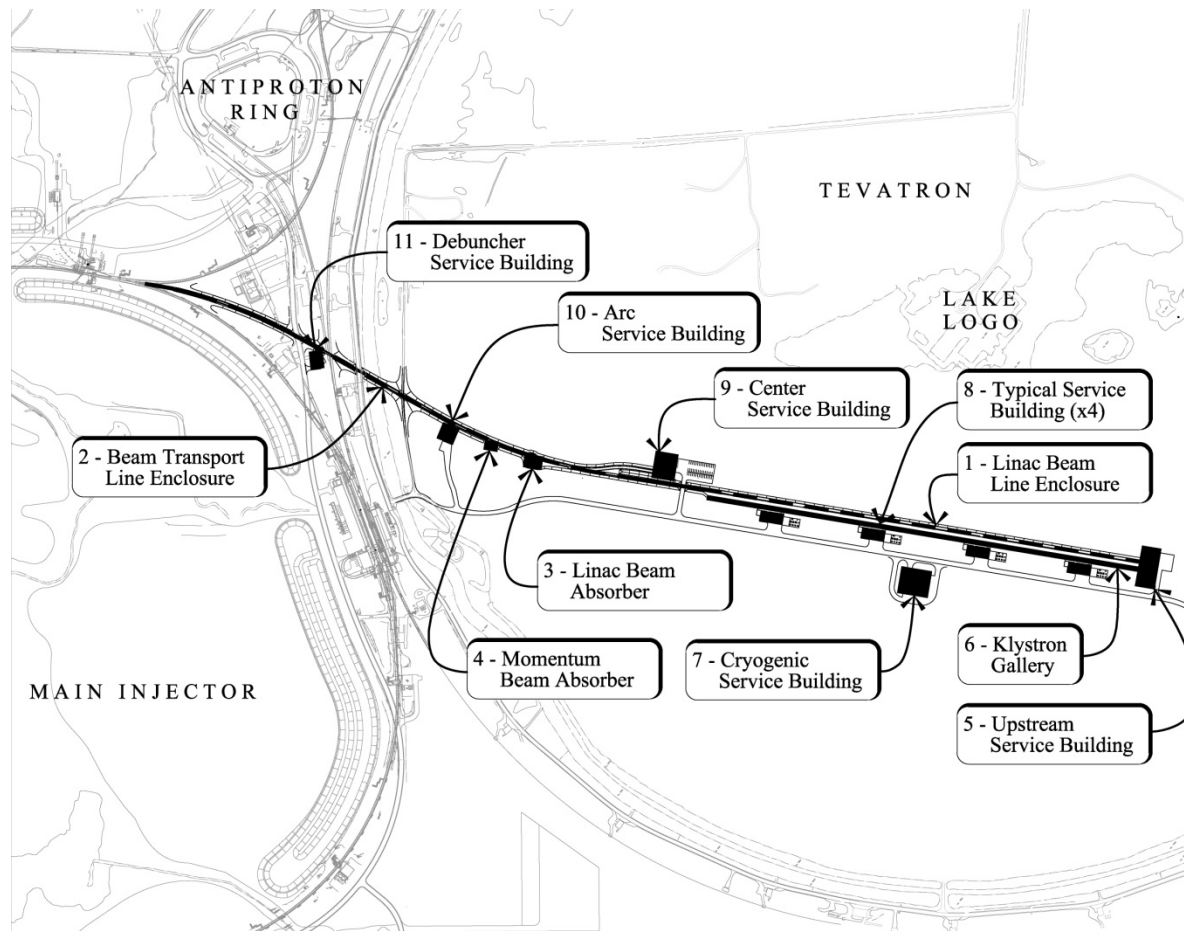 ANTIPROTON
RING
TEVATRON
11 - Debuncher
Service Building
LAKE
LOGO
10 - Arc
Service Building
9 - Center
Service Building
8 - Typical Service
Building (x4)
2 - Beam Transport
Line Enclosure
1 - Linac Beam
Line Enclosure
3 - Linac Beam
Absorber
4 - Momentum
Beam Absorber
7 - Cryogenic
Service Building
6 - Klystron
Gallery
MAIN INJECTOR
5 - Upstream
Service Building